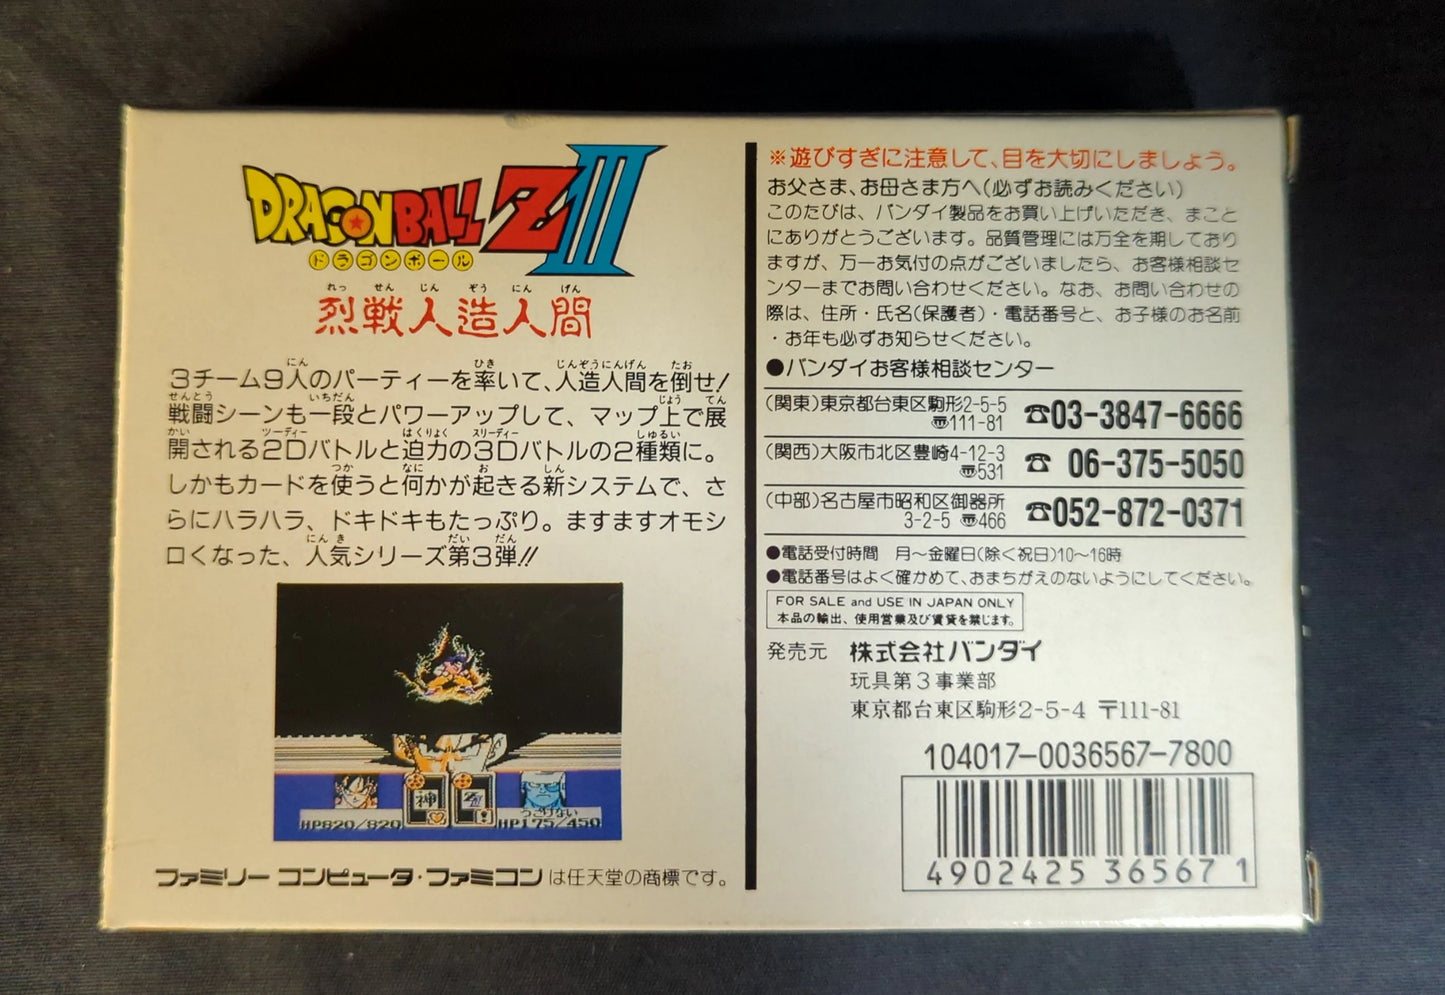 DRAGON BALL Z III
ドラゴンボール
れっ せん じん ぞう にん げん
烈戦人造人間
3チーム9人のパーティーを率いて、人造人間を倒せ!
戦闘シーンも一段とパワーアップして、マップ上で展
開される2Dバトルと迫力の3Dバトルの2種類に。
しかもカードを使うと何かが起きる新システムで、さ
らにハラハラ、ドキドキもたっぷり。ますますオモシ
ロくなった、人気シリーズ第3弾!!
神
Z III
うごけない
HP820/820
HP175/450
ファミリーコンピュータ・ファミコンは任天堂の商標です。
※遊びすぎに注意して、目を大切にしましょう。
お父さま、お母さま方へ(必ずお読みください)
このたびは、バンダイ製品をお買い上げいただき、まこと
にありがとうございます。品質管理には万全を期しており
ますが、万一お気付の点がございましたら、お客様相談セ
ンターまでお問い合わせください。なお、お問い合わせの
際は、住所・氏名(保護者)・電話番号と、お子様のお名前
・お年も必ずお知らせください。
●バンダイお客様相談センター
(関東)東京都台東区駒形2-5-5 ☎03-3847-6666
〠111-81
(関西)大阪市北区豊崎4-12-3 ☎ 06-375-5050
〠531
(中部)名古屋市昭和区御器所 ☎052-872-0371
3-2-5 〠466
●電話受付時間 月〜金曜日(除く祝日)10〜16時
●電話番号はよく確かめて、おまちがえのないようにしてください。
FOR SALE and USE IN JAPAN ONLY
本品の輸出、使用営業及び賃貸を禁じます。
発売元 株式会社バンダイ
玩具第3事業部
東京都台東区駒形2-5-4 〒111-81
104017-0036567-7800
4902425365671